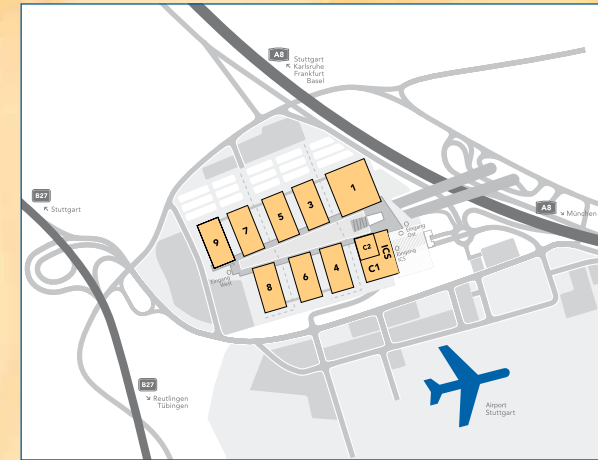 A8
Stuttgart
↖ Karlsruhe
Frankfurt
Basel
B27
↖ Stuttgart
1
3
5
7
9
A8
↘ München
Eingang
Ost
Eingang
ICS
C2
ICS
C1
4
6
8
Eingang
West
B27
↘ Reutlingen
Tübingen
Airport
Stuttgart